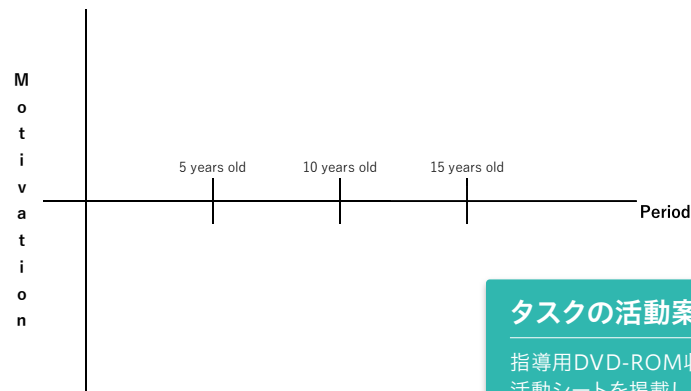 Motivation
5 years old 10 years old 15 years old
Period
タスクの活動案
指導用DVD-ROM